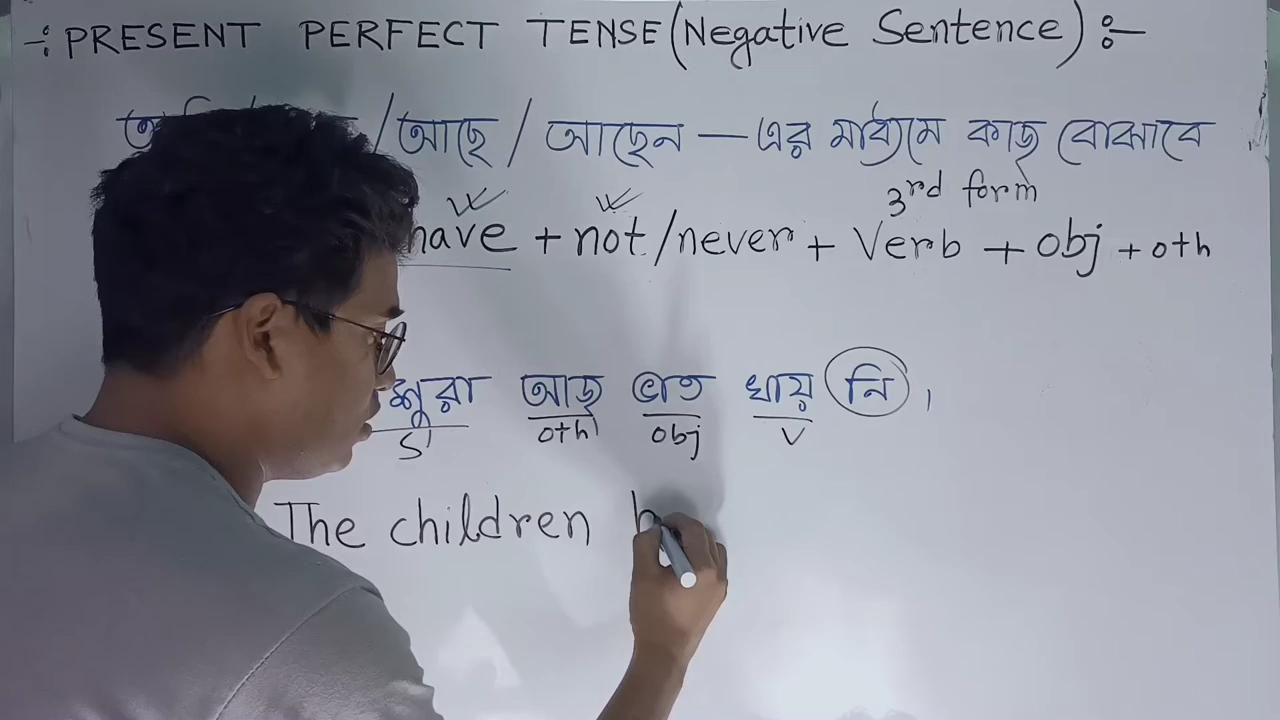 -: PRESENT PERFECT TENSE (Negative Sentence) :-
/ আছে / আছেন — এর মাধ্যমে কাজ বোঝাবে
3rd form
have + not/never + Verb + obj + oth
শুরা আজ ভাত খায় নি ।
S oth obj V
The children h